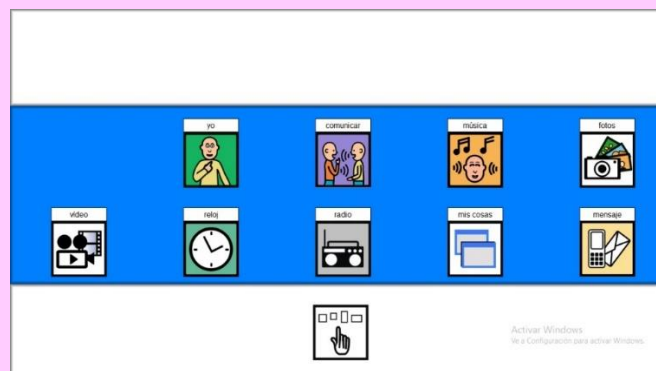 yo
comunicar
música
fotos
video
reloj
radio
mis cosas
mensaje
Activar Windows
Ve a Configuración para activar Windows.